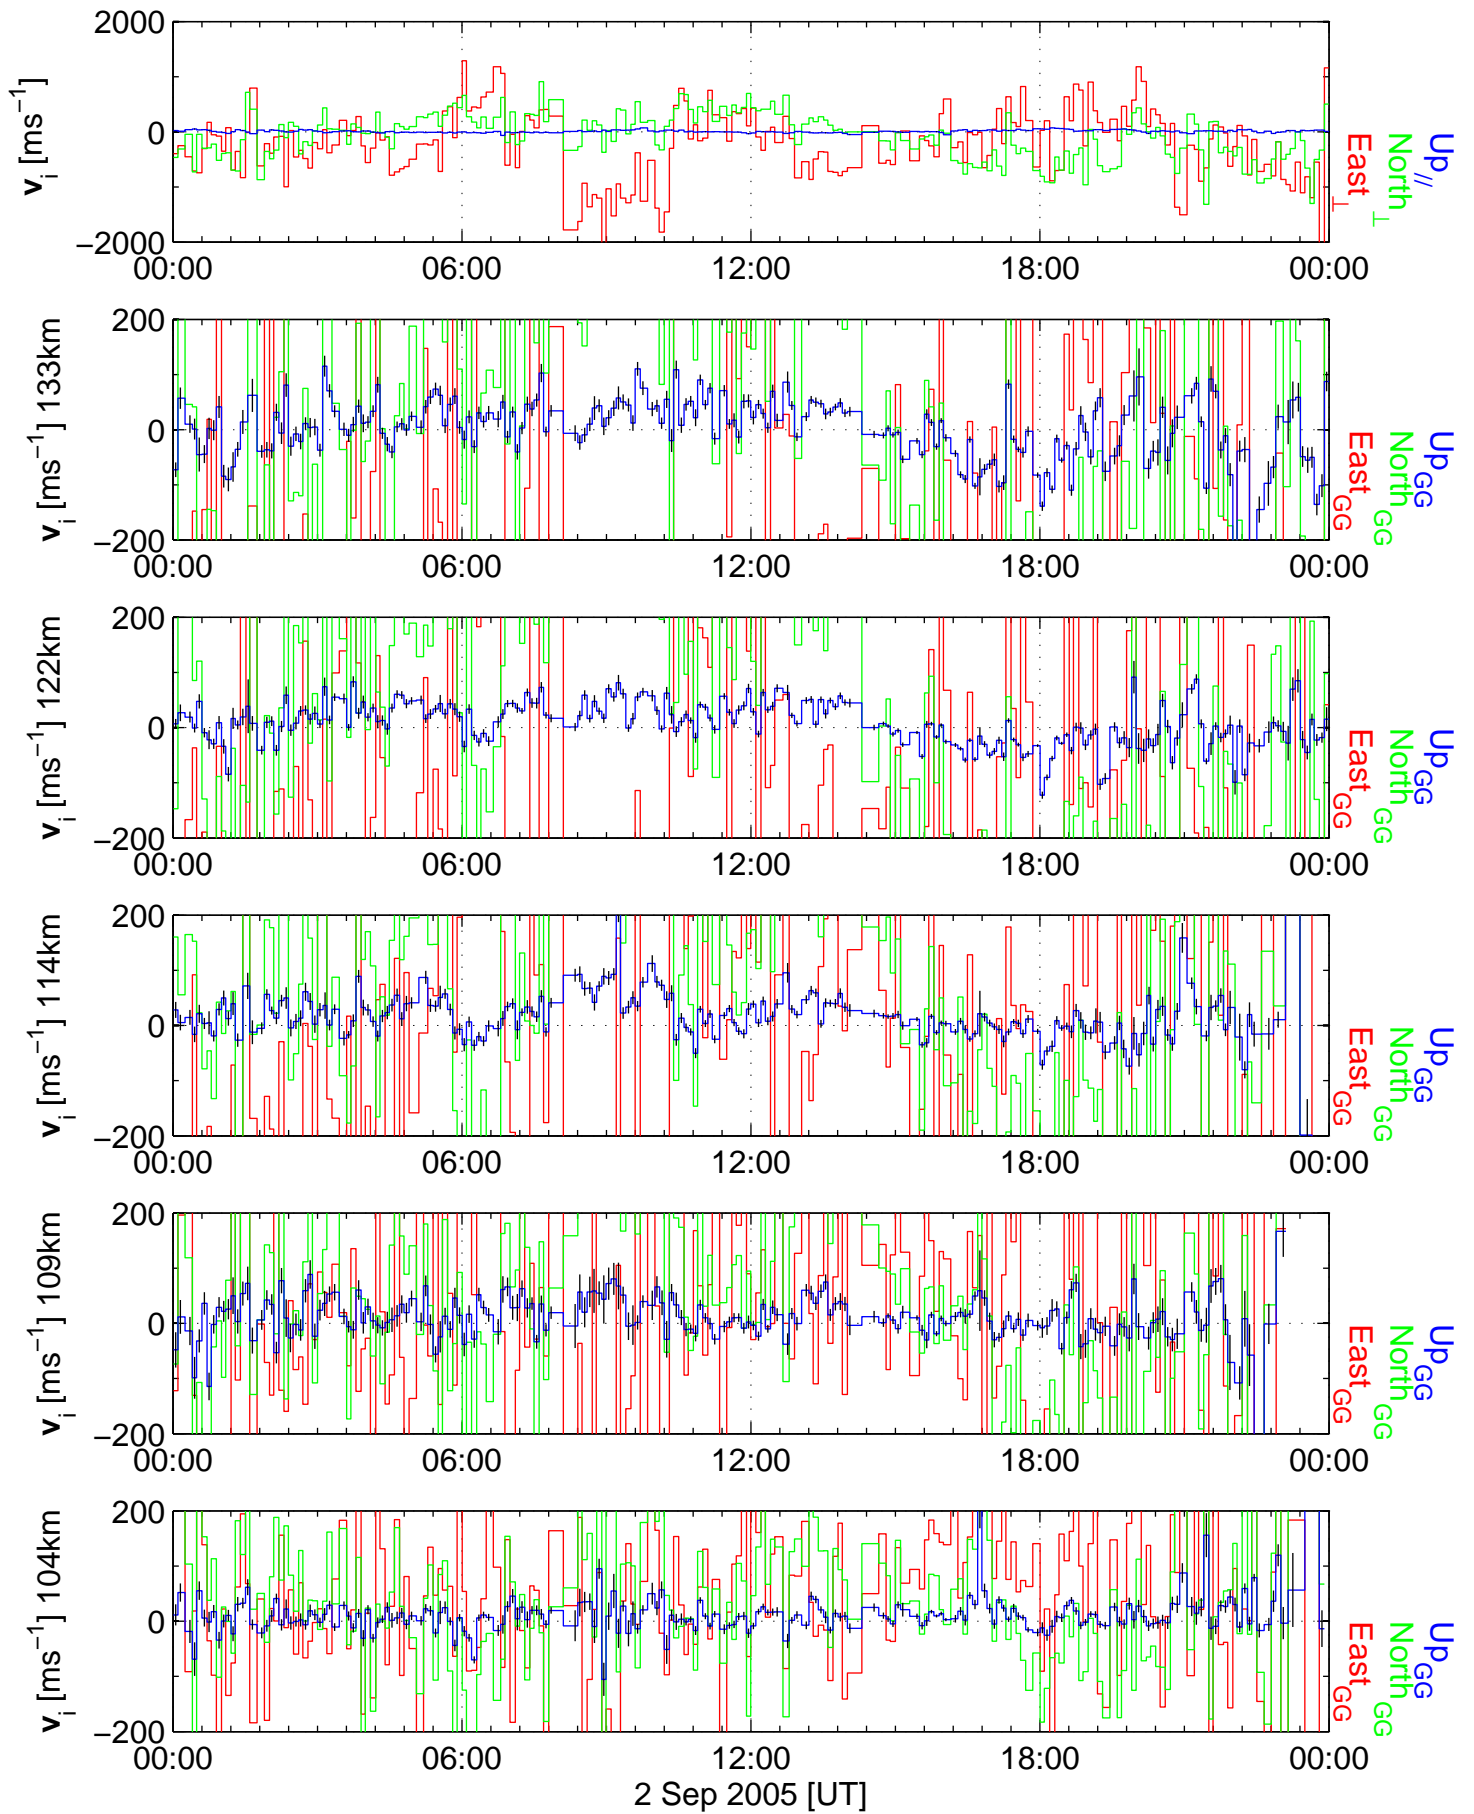 2000
0
−2000
v_i [ms^−1]
00:00 06:00 12:00 18:00 00:00
East_⊥
North_⊥
Up_//
200
0
−200
v_i [ms^−1] 133km
00:00 06:00 12:00 18:00 00:00
East_GG
North_GG
Up_GG
200
0
−200
v_i [ms^−1] 122km
00:00 06:00 12:00 18:00 00:00
East_GG
North_GG
Up_GG
200
0
−200
v_i [ms^−1] 114km
00:00 06:00 12:00 18:00 00:00
East_GG
North_GG
Up_GG
200
0
−200
v_i [ms^−1] 109km
00:00 06:00 12:00 18:00 00:00
East_GG
North_GG
Up_GG
200
0
−200
v_i [ms^−1] 104km
00:00 06:00 12:00 18:00 00:00
East_GG
North_GG
Up_GG
2 Sep 2005 [UT]